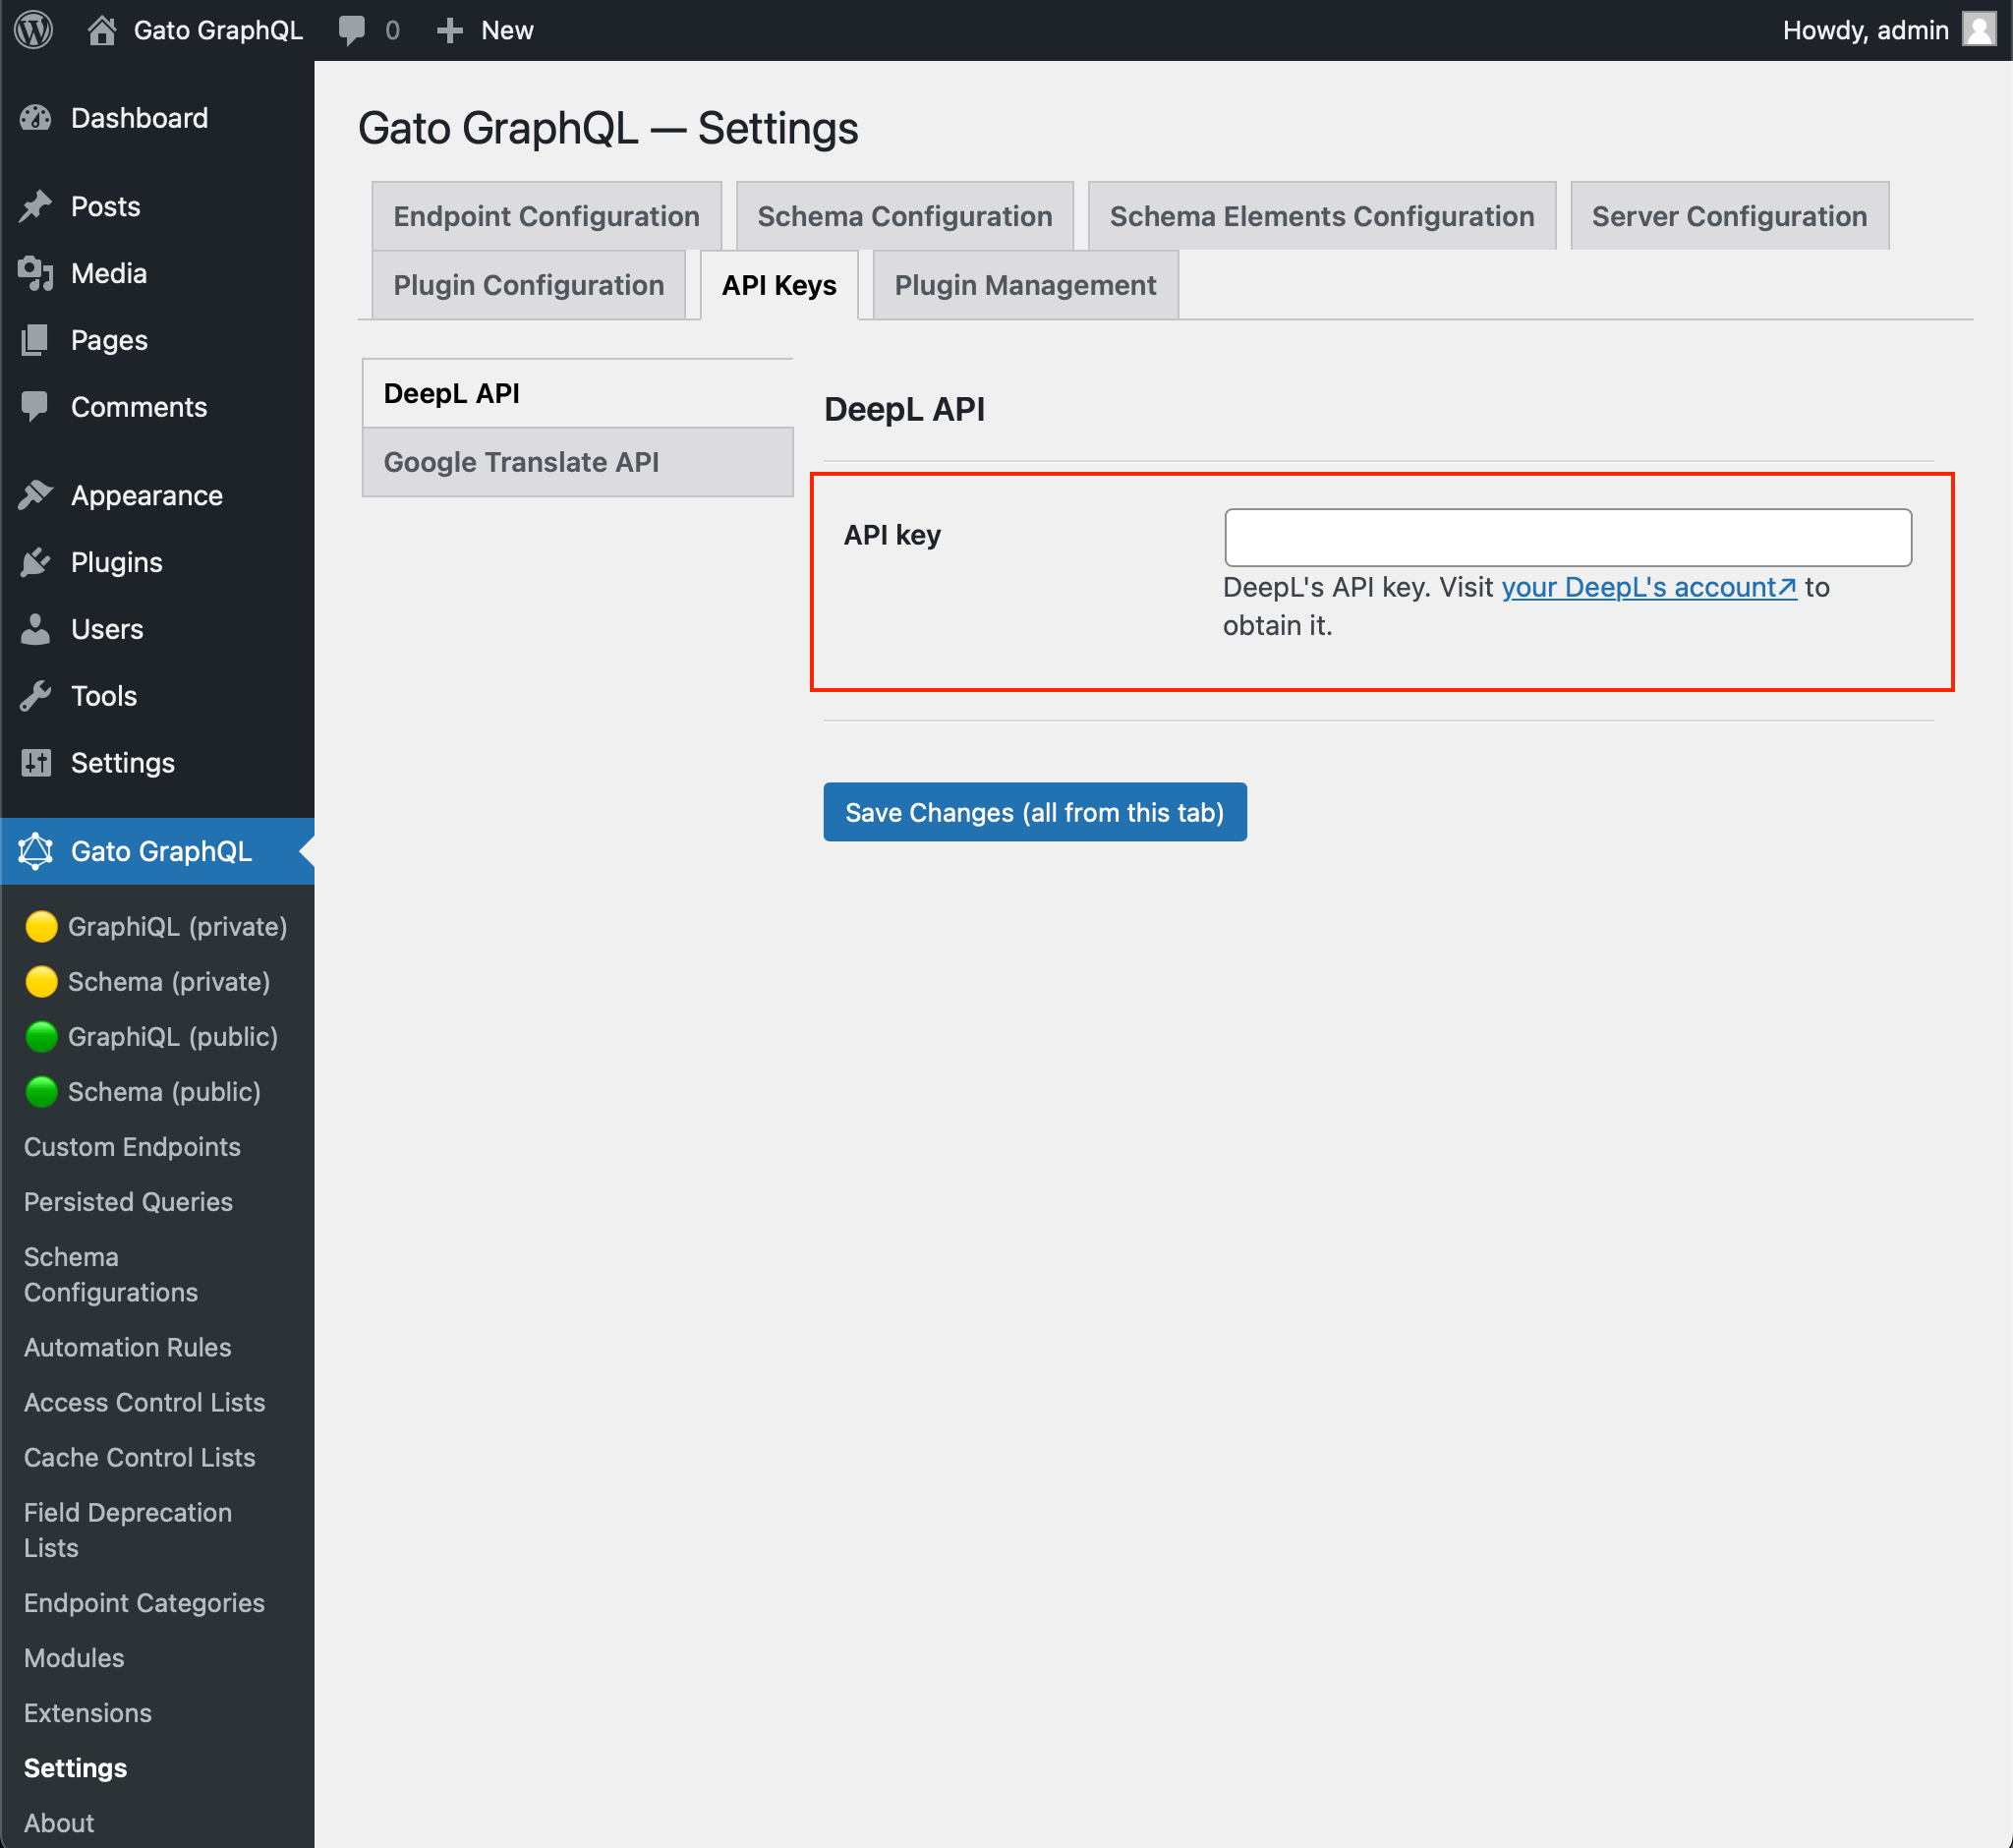 Gato GraphQL 0 New Howdy, admin
Dashboard
Posts
Media
Pages
Comments
Appearance
Plugins
Users
Tools
Settings
Gato GraphQL
GraphiQL (private)
Schema (private)
GraphiQL (public)
Schema (public)
Custom Endpoints
Persisted Queries
Schema
Configurations
Automation Rules
Access Control Lists
Cache Control Lists
Field Deprecation
Lists
Endpoint Categories
Modules
Extensions
Settings
About
Gato GraphQL — Settings
Endpoint Configuration Schema Configuration Schema Elements Configuration Server Configuration
Plugin Configuration API Keys Plugin Management
DeepL API
Google Translate API
DeepL API
API key
DeepL's API key. Visit your DeepL's account↗ to
obtain it.
Save Changes (all from this tab)